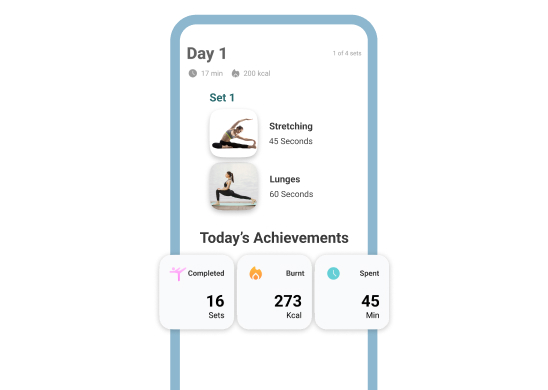 Day 1
1 of 4 sets
17 min 200 kcal
Set 1
Stretching
45 Seconds
Lunges
60 Seconds
Today’s Achievements
Completed
16
Sets
Burnt
273
Kcal
Spent
45
Min